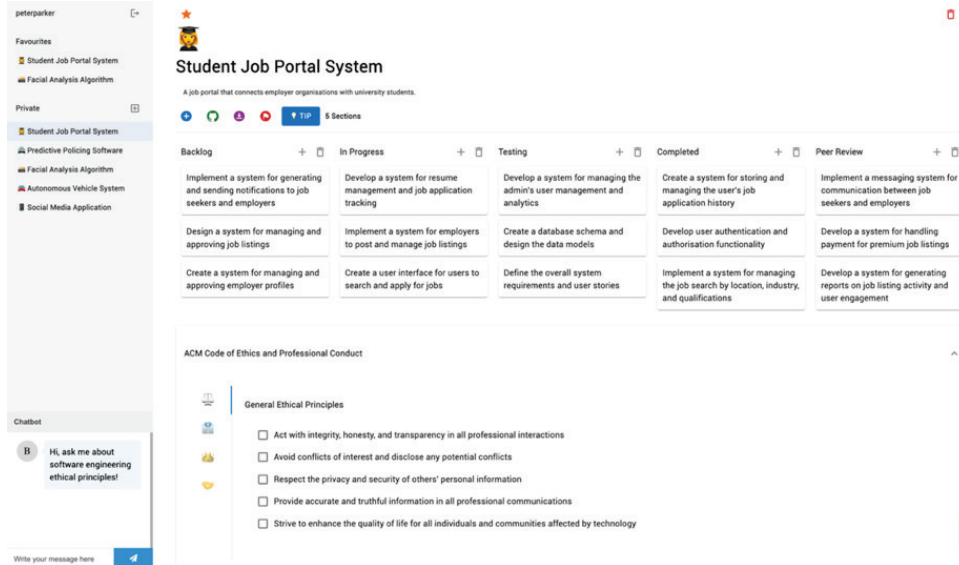 peterparker
Favourites
Student Job Portal System
Facial Analysis Algorithm
Private
Student Job Portal System
Predictive Policing Software
Facial Analysis Algorithm
Autonomous Vehicle System
Social Media Application
Chatbot
B
Hi, ask me about
software engineering
ethical principles!
Write your message here
Student Job Portal System
A job portal that connects employer organisations with university students.
TIP
5 Sections
Backlog
Implement a system for generating
and sending notifications to job
seekers and employers
Design a system for managing and
approving job listings
Create a system for managing and
approving employer profiles
In Progress
Develop a system for resume
management and job application
tracking
Implement a system for employers
to post and manage job listings
Create a user interface for users to
search and apply for jobs
Testing
Develop a system for managing the
admin's user management and
analytics
Create a database schema and
design the data models
Define the overall system
requirements and user stories
Completed
Create a system for storing and
managing the user's job
application history
Develop user authentication and
authorisation functionality
Implement a system for managing
the job search by location, industry,
and qualifications
Peer Review
Implement a messaging system for
communication between job
seekers and employers
Develop a system for handling
payment for premium job listings
Develop a system for generating
reports on job listing activity and
user engagement
ACM Code of Ethics and Professional Conduct
General Ethical Principles
Act with integrity, honesty, and transparency in all professional interactions
Avoid conflicts of interest and disclose any potential conflicts
Respect the privacy and security of others' personal information
Provide accurate and truthful information in all professional communications
Strive to enhance the quality of life for all individuals and communities affected by technology